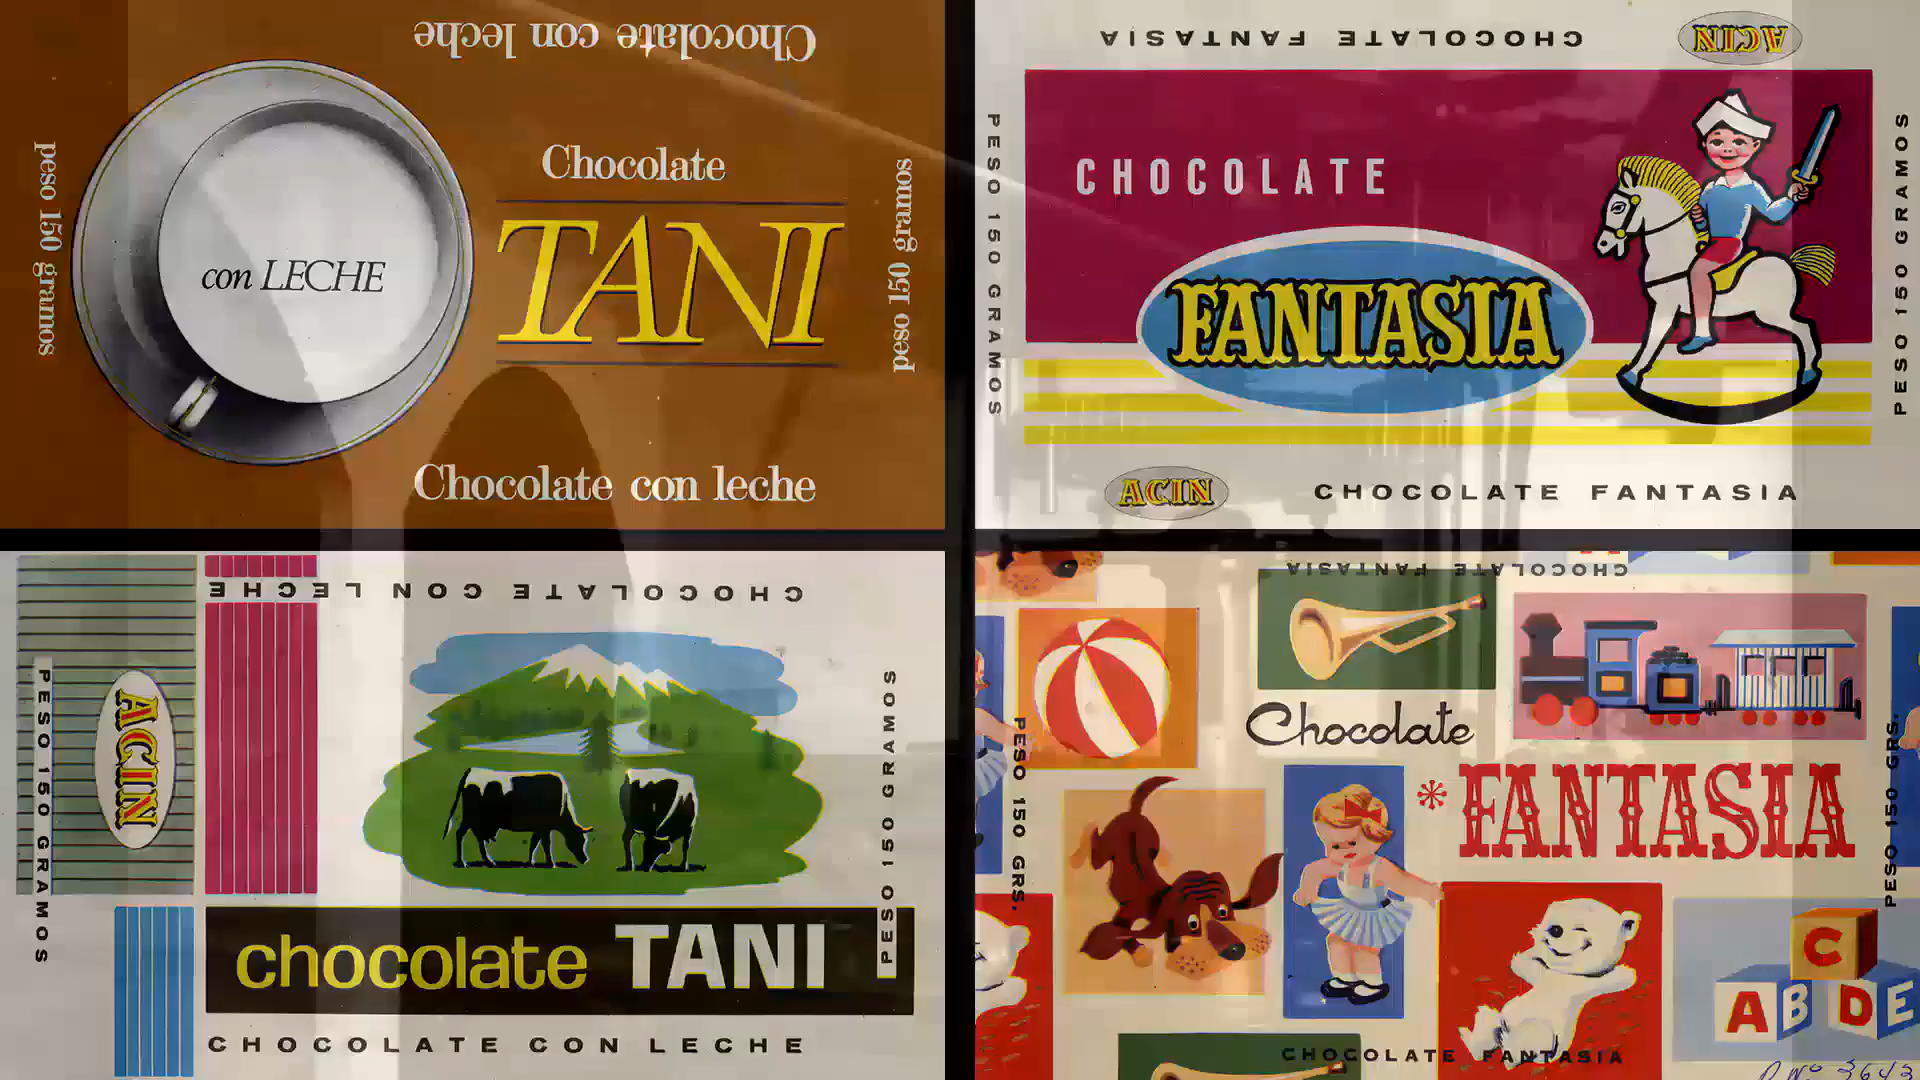 Chocolate con leche
peso 150 gramos
con LECHE
Chocolate
TANI
peso 150 gramos
Chocolate con leche
CHOCOLATE FANTASIA
ACIN
PESO 150 GRAMOS
CHOCOLATE
FANTASIA
PESO 150 GRAMOS
ACIN
CHOCOLATE FANTASIA
CHOCOLATE CON LECHE
PESO 150 GRAMOS
ACIN
PESO 150 GRAMOS
chocolate TANI
CHOCOLATE CON LECHE
CHOCOLATE FANTASIA
Chocolate
*FANTASIA
PESO 150 GRS.
PESO 150 GRS.
C
A B D E
CHOCOLATE FANTASIA